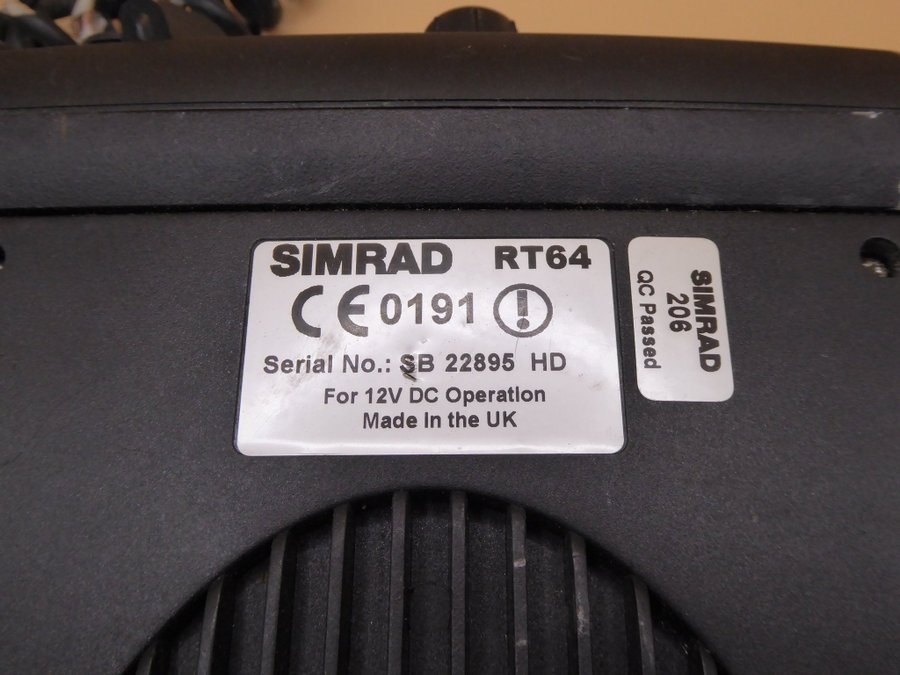 SIMRAD RT64
CE 0191 !
Serial No.: SB 22895 HD
For 12V DC Operation
Made in the UK
SIMRAD
206
QC Passed